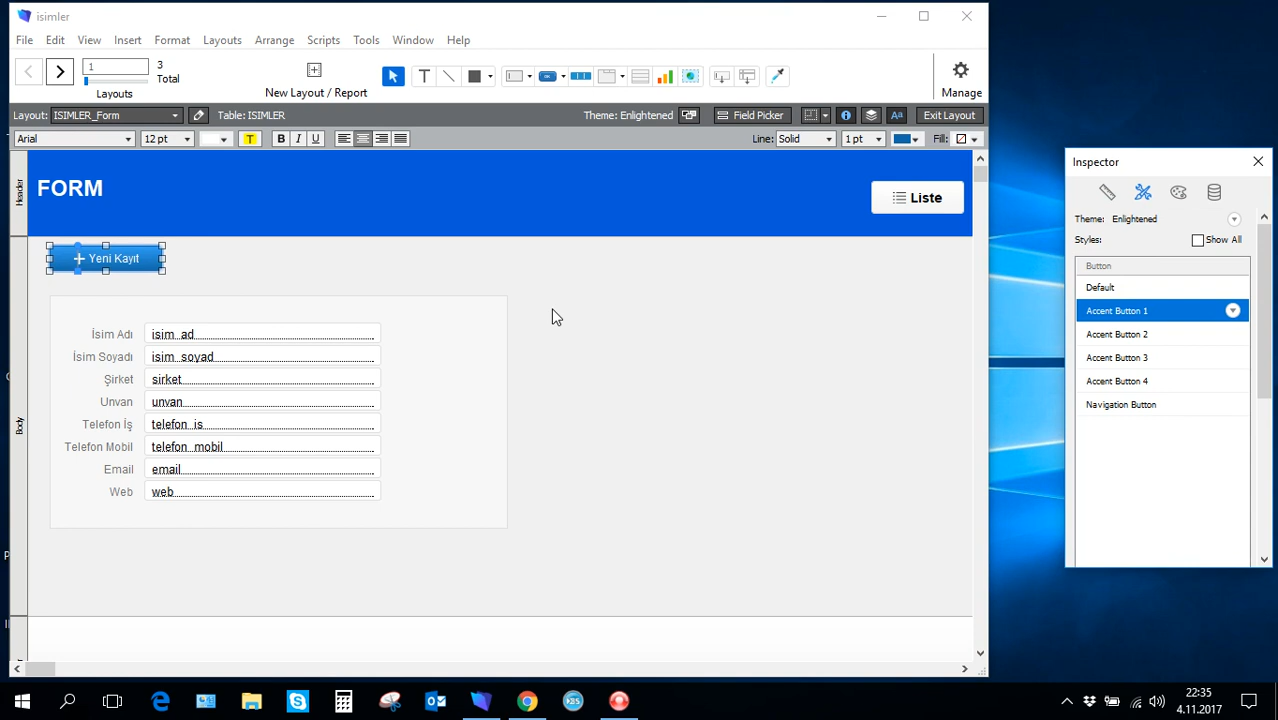 isimler
File Edit View Insert Format Layouts Arrange Scripts Tools Window Help
1
3
Total
Layouts
New Layout / Report
Manage
Layout: ISIMLER_Form Table: ISIMLER Theme: Enlightened Field Picker Aa Exit Layout
Arial 12 pt T B I U Line: Solid 1 pt Fill:
Header
FORM
Liste
Body
Yeni Kayıt
İsim Adı isim_ad
İsim Soyadı isim_soyad
Şirket sirket
Unvan unvan
Telefon İş telefon_is
Telefon Mobil telefon_mobil
Email email
Web web
Inspector
Theme: Enlightened
Styles: Show All
Button
Default
Accent Button 1
Accent Button 2
Accent Button 3
Accent Button 4
Navigation Button
KBS
22:35
4.11.2017